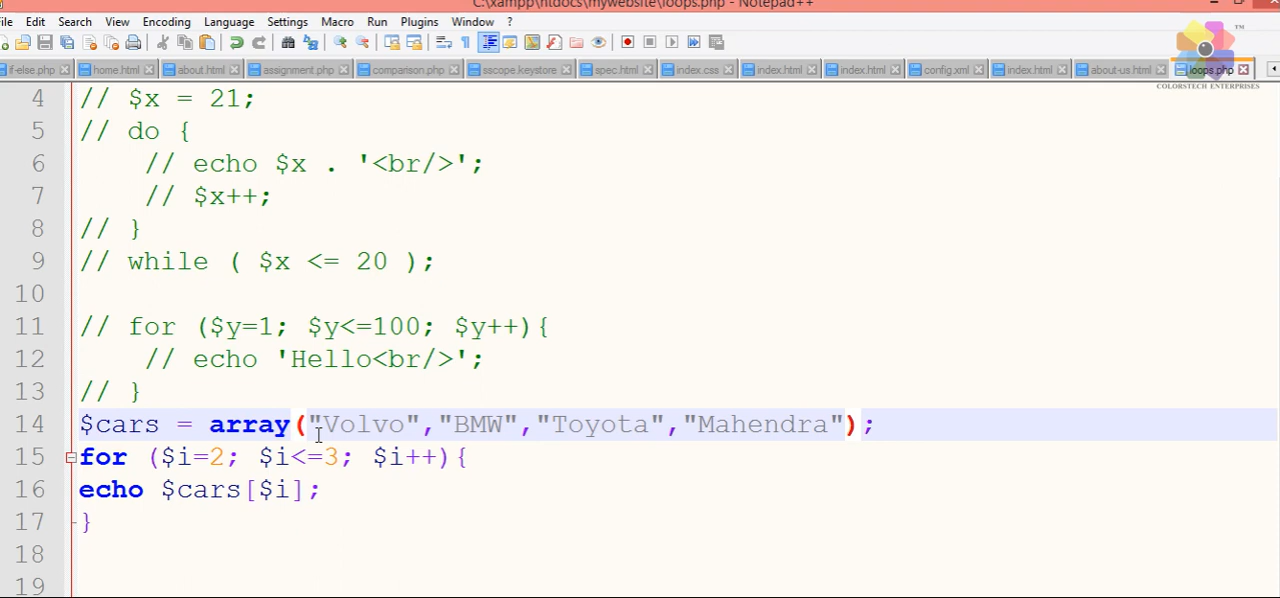 C:\xampp\htdocs\mywebsite\loops.php - Notepad++
File Edit Search View Encoding Language Settings Macro Run Plugins Window ?
if-else.php home.html about.html assignment.php comparison.php sscope.keystore spec.html index.css index.html index.html config.xml index.html about-us.html loops.php
TM
COLORSTECH ENTERPRISES
4 // $x = 21;
5 // do {
6 // echo $x . '<br/>';
7 // $x++;
8 // }
9 // while ( $x <= 20 );
10
11 // for ($y=1; $y<=100; $y++){
12 // echo 'Hello<br/>';
13 // }
14 $cars = array("Volvo","BMW","Toyota","Mahendra");
15 for ($i=2; $i<=3; $i++){
16 echo $cars[$i];
17 }
18
19